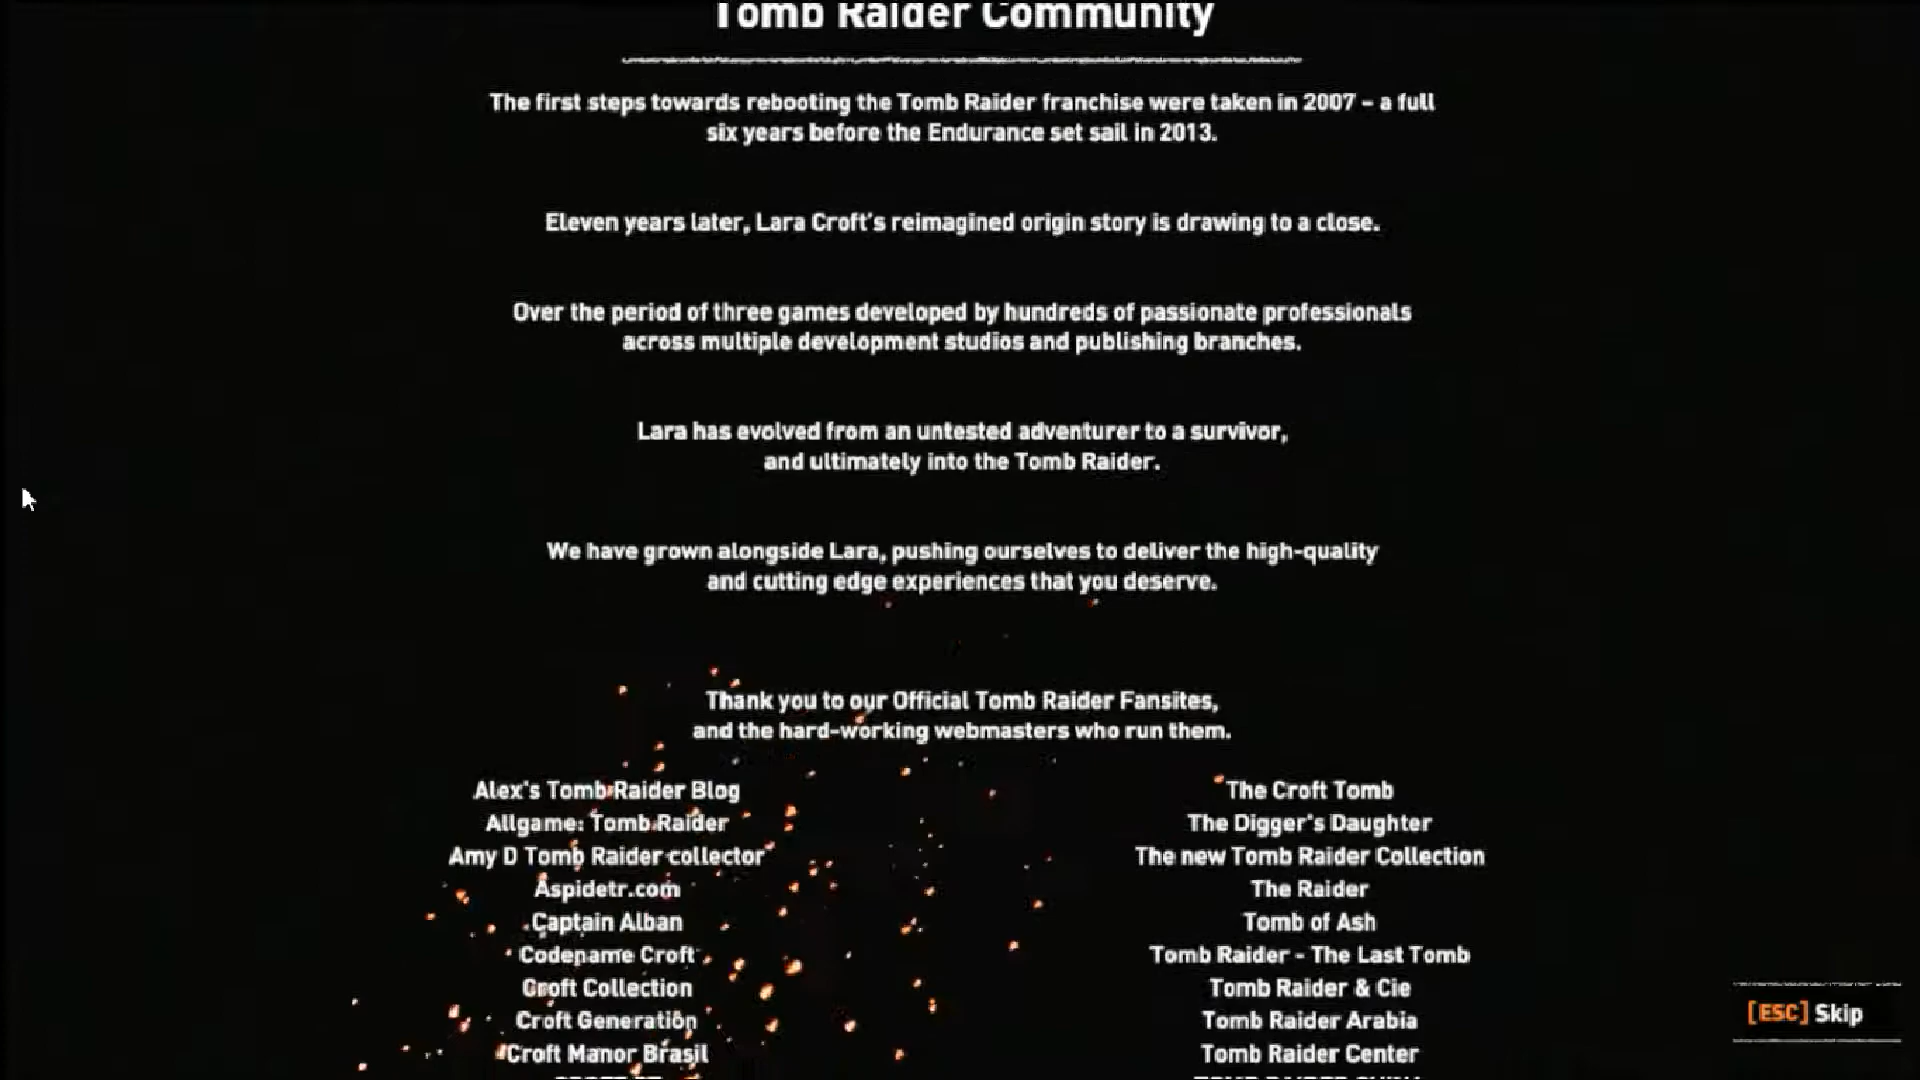 Tomb Raider Community
The first steps towards rebooting the Tomb Raider franchise were taken in 2007 – a full
six years before the Endurance set sail in 2013.
Eleven years later, Lara Croft's reimagined origin story is drawing to a close.
Over the period of three games developed by hundreds of passionate professionals
across multiple development studios and publishing branches.
Lara has evolved from an untested adventurer to a survivor,
and ultimately into the Tomb Raider.
We have grown alongside Lara, pushing ourselves to deliver the high-quality
and cutting edge experiences that you deserve.
Thank you to our Official Tomb Raider Fansites,
and the hard-working webmasters who run them.
Alex's Tomb Raider Blog
Allgame: Tomb Raider
Amy D Tomb Raider collector
Aspidetr.com
Captain Alban
Codename Croft
Croft Collection
Croft Generation
Croft Manor Brasil
The Croft Tomb
The Digger's Daughter
The new Tomb Raider Collection
The Raider
Tomb of Ash
Tomb Raider - The Last Tomb
Tomb Raider & Cie
Tomb Raider Arabia
Tomb Raider Center
[ESC] Skip